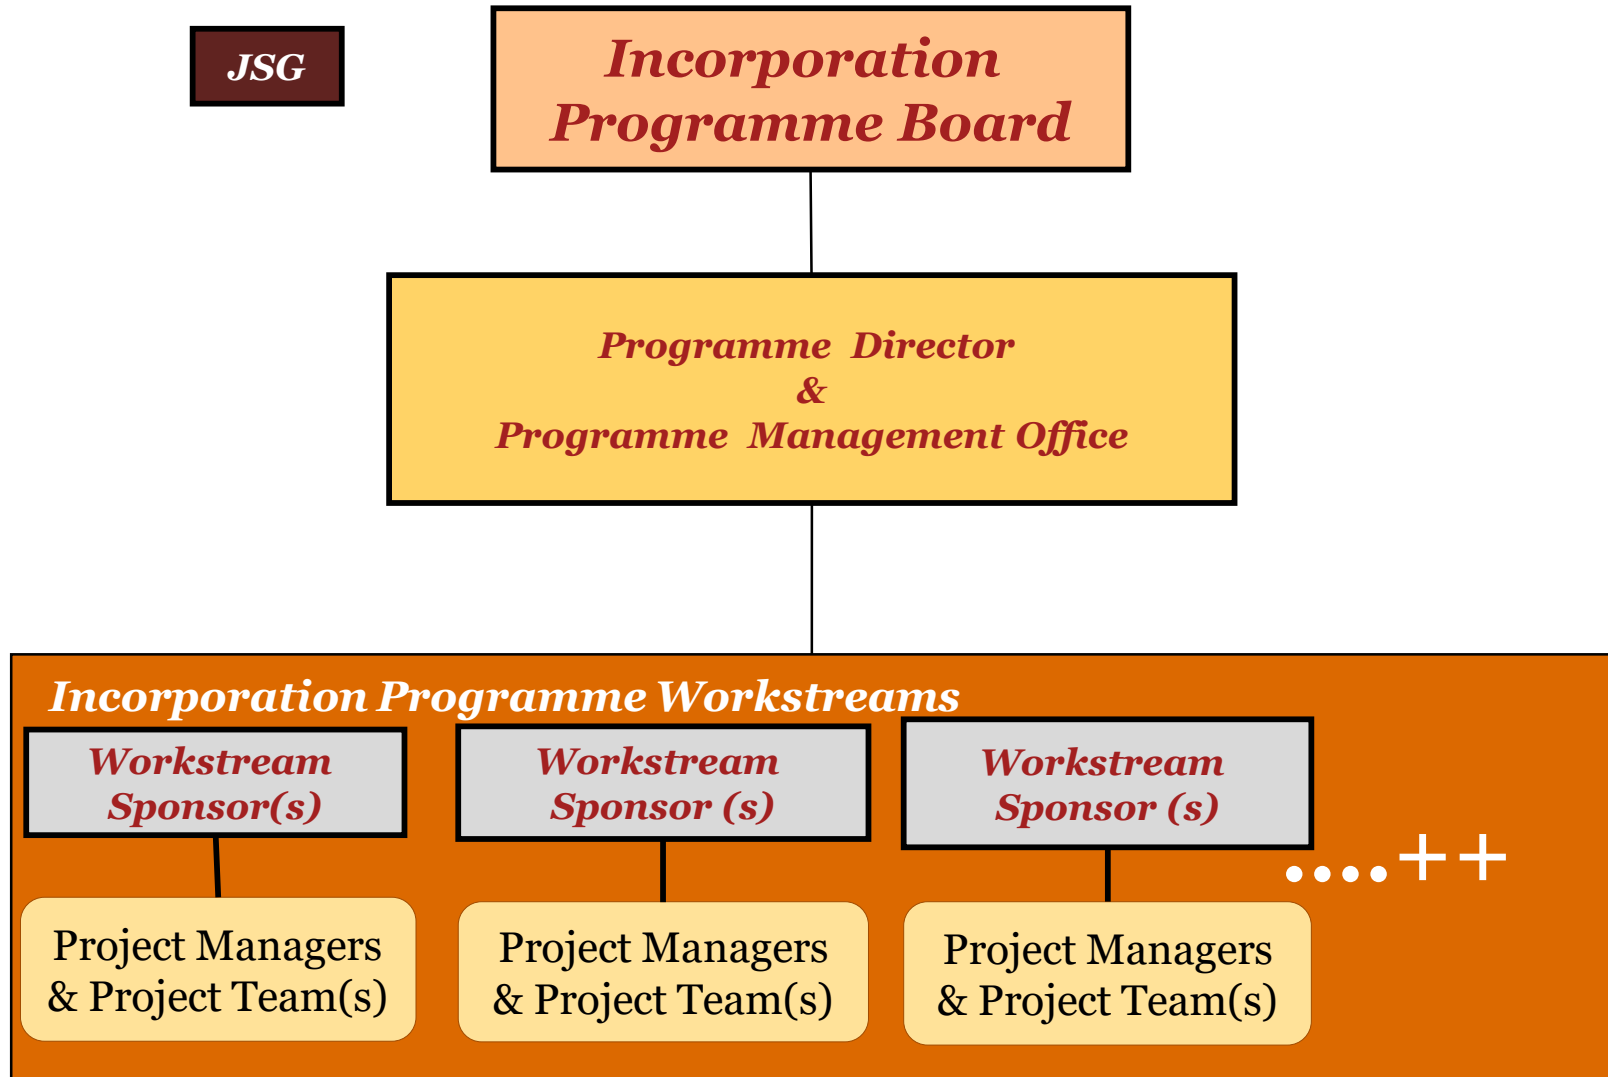 JSG
Incorporation
Programme Board
Programme Director
&
Programme Management Office
Incorporation Programme Workstreams
Workstream
Sponsor(s)
Workstream
Sponsor (s)
Workstream
Sponsor (s)
....++
Project Managers
& Project Team(s)
Project Managers
& Project Team(s)
Project Managers
& Project Team(s)